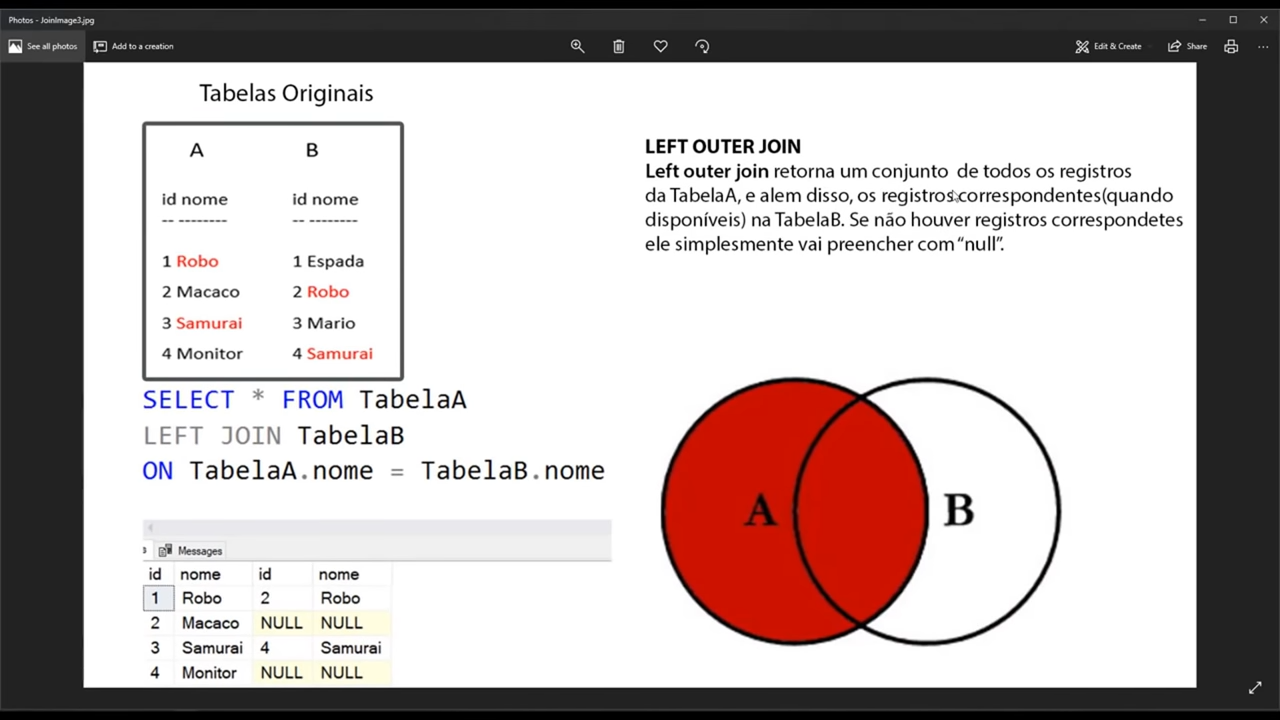 Photos - JoinImage3.jpg
See all photos
Add to a creation
Edit & Create
Share
Tabelas Originais
A B
id nome id nome
-- -------- -- --------
1 Robo 1 Espada
2 Macaco 2 Robo
3 Samurai 3 Mario
4 Monitor 4 Samurai
SELECT * FROM TabelaA
LEFT JOIN TabelaB
ON TabelaA.nome = TabelaB.nome
s Messages
id nome id nome
1 Robo 2 Robo
2 Macaco NULL NULL
3 Samurai 4 Samurai
4 Monitor NULL NULL
LEFT OUTER JOIN
Left outer join retorna um conjunto de todos os registros
da TabelaA, e alem disso, os registros correspondentes(quando
disponíveis) na TabelaB. Se não houver registros correspondetes
ele simplesmente vai preencher com “null”.
A B